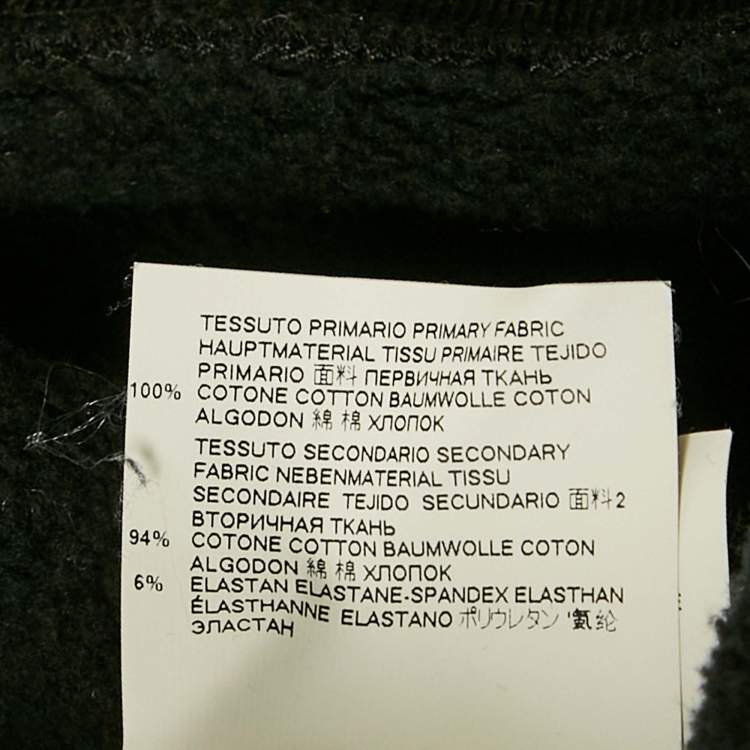 TESSUTO PRIMARIO PRIMARY FABRIC
HAUPTMATERIAL TISSU PRIMAIRE TEJIDO
PRIMARIO 面料 ПЕРВИЧНАЯ ТКАНЬ
100% COTONE COTTON BAUMWOLLE COTON
ALGODON 綿 棉 ХЛОПОК
TESSUTO SECONDARIO SECONDARY
FABRIC NEBENMATERIAL TISSU
SECONDAIRE TEJIDO SECUNDARIO 面料2
ВТОРИЧНАЯ ТКАНЬ
94% COTONE COTTON BAUMWOLLE COTON
ALGODON 綿 棉 ХЛОПОК
6% ELASTAN ELASTANE-SPANDEX ELASTHAN
ÉLASTHANNE ELASTANO ポリウレタン '氨纶
ЭЛАСТАН